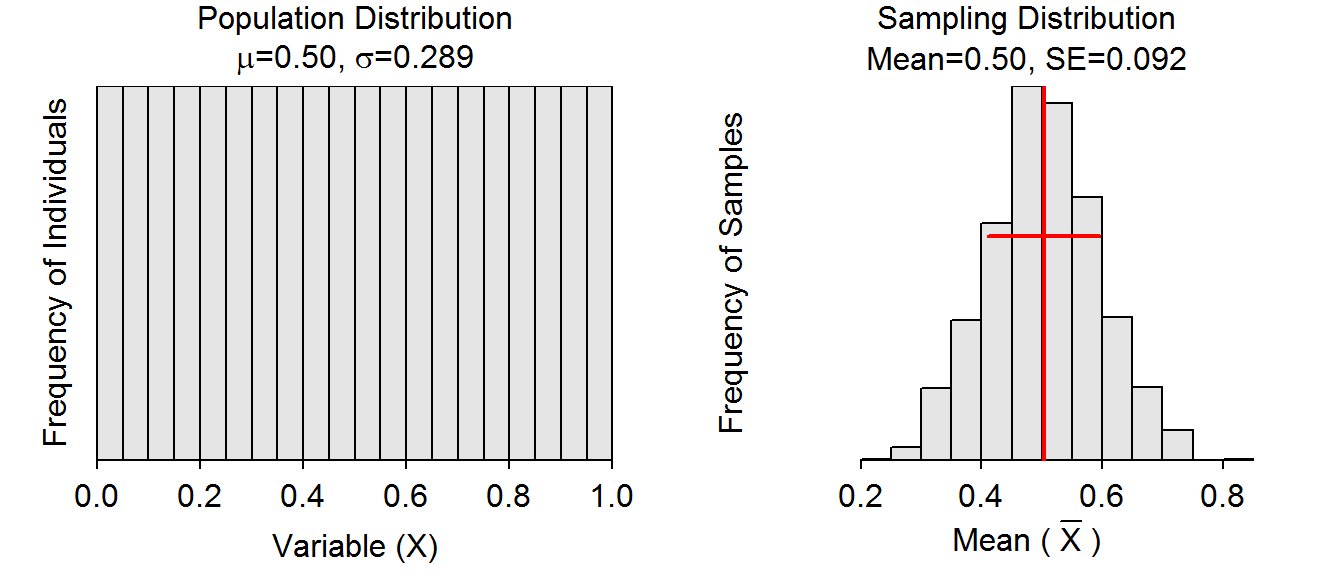 Population Distribution
μ=0.50, σ=0.289
Frequency of Individuals
0.0 0.2 0.4 0.6 0.8 1.0
Variable (X)
Sampling Distribution
Mean=0.50, SE=0.092
Frequency of Samples
0.2 0.4 0.6 0.8
Mean ( X̅ )